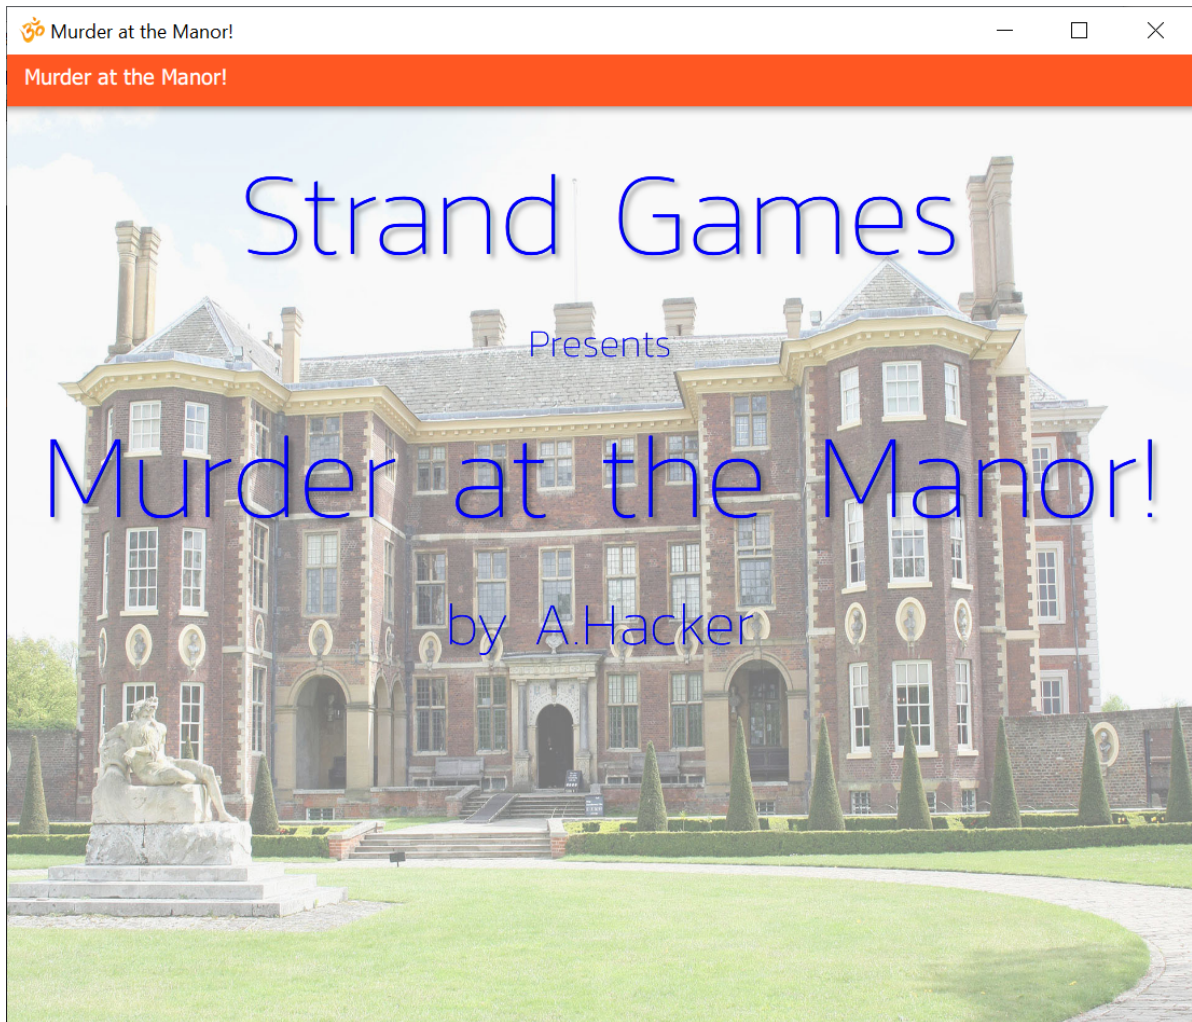 Murder at the Manor!
Murder at the Manor!
Strand Games
Presents
Murder at the Manor!
by A.Hacker